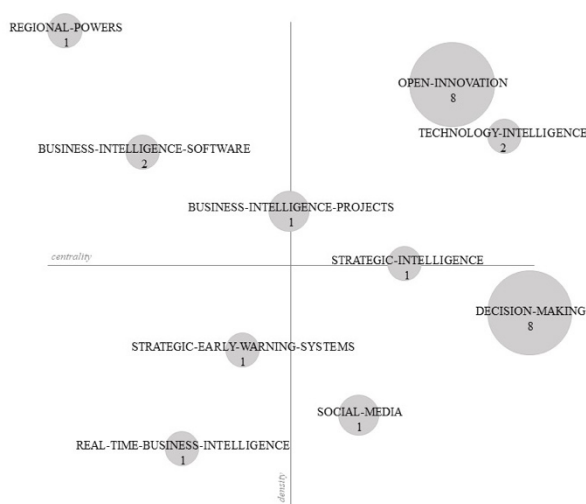 REGIONAL-POWERS
1
OPEN-INNOVATION
8
TECHNOLOGY-INTELLIGENCE
2
BUSINESS-INTELLIGENCE-SOFTWARE
2
BUSINESS-INTELLIGENCE-PROJECTS
1
centrality
STRATEGIC-INTELLIGENCE
1
DECISION-MAKING
8
STRATEGIC-EARLY-WARNING-SYSTEMS
1
SOCIAL-MEDIA
1
REAL-TIME-BUSINESS-INTELLIGENCE
1
density